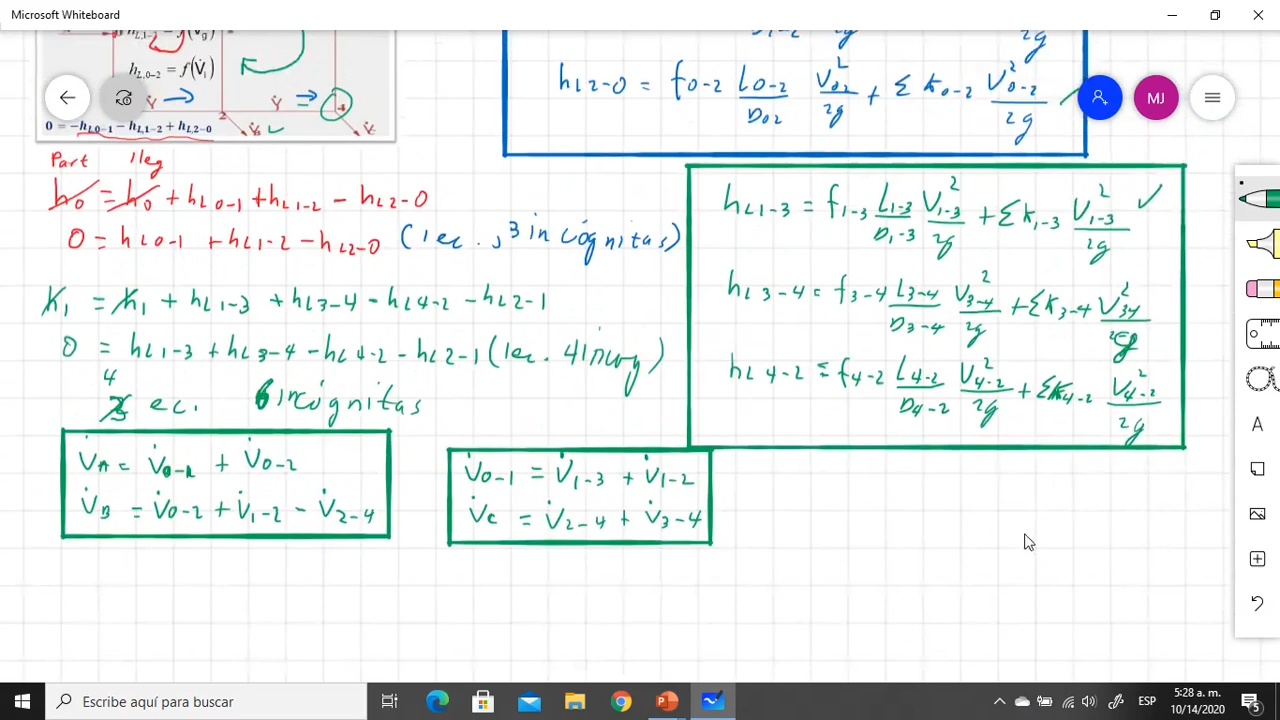 Microsoft Whiteboard
h_{L,0-2} = f(V̇_i)
V̇
V̇
2
0 = -h_{L,0-1} - h_{L,1-2} + h_{L,2-0}
h_{L2-0} = f_{0-2} L_{0-2}/D_{02} V_{02}^2/2g + Σ K_{0-2} V_{0-2}^2/2g
MJ
Part lleg
h_0 = h_0 + h_{L0-1} + h_{L1-2} - h_{L2-0}
0 = h_{L0-1} + h_{L1-2} - h_{L2-0} (1ec., 3 incógnitas)
h_1 = h_1 + h_{L1-3} + h_{L3-4} - h_{L4-2} - h_{L2-1}
0 = h_{L1-3} + h_{L3-4} - h_{L4-2} - h_{L2-1} (1ec. 4 incog)
4
ec. 6 incógnitas
V̇_A = V̇_{0-1} + V̇_{0-2}
V̇_B = V̇_{0-2} + V̇_{1-2} - V̇_{2-4}
V̇_{0-1} = V̇_{1-3} + V̇_{1-2}
V̇_C = V̇_{2-4} + V̇_{3-4}
h_{L1-3} = f_{1-3} L_{1-3}/D_{1-3} V_{1-3}^2/2g + Σ K_{1-3} V_{1-3}^2/2g ✓
h_{L3-4} = f_{3-4} L_{3-4}/D_{3-4} V_{3-4}^2/2g + Σ K_{3-4} V_{34}^2/2g
h_{L4-2} = f_{4-2} L_{4-2}/D_{4-2} V_{4-2}^2/2g + Σ K_{4-2} V_{4-2}^2/2g
A
Escribe aquí para buscar
ESP
5:28 a. m.
10/14/2020
5